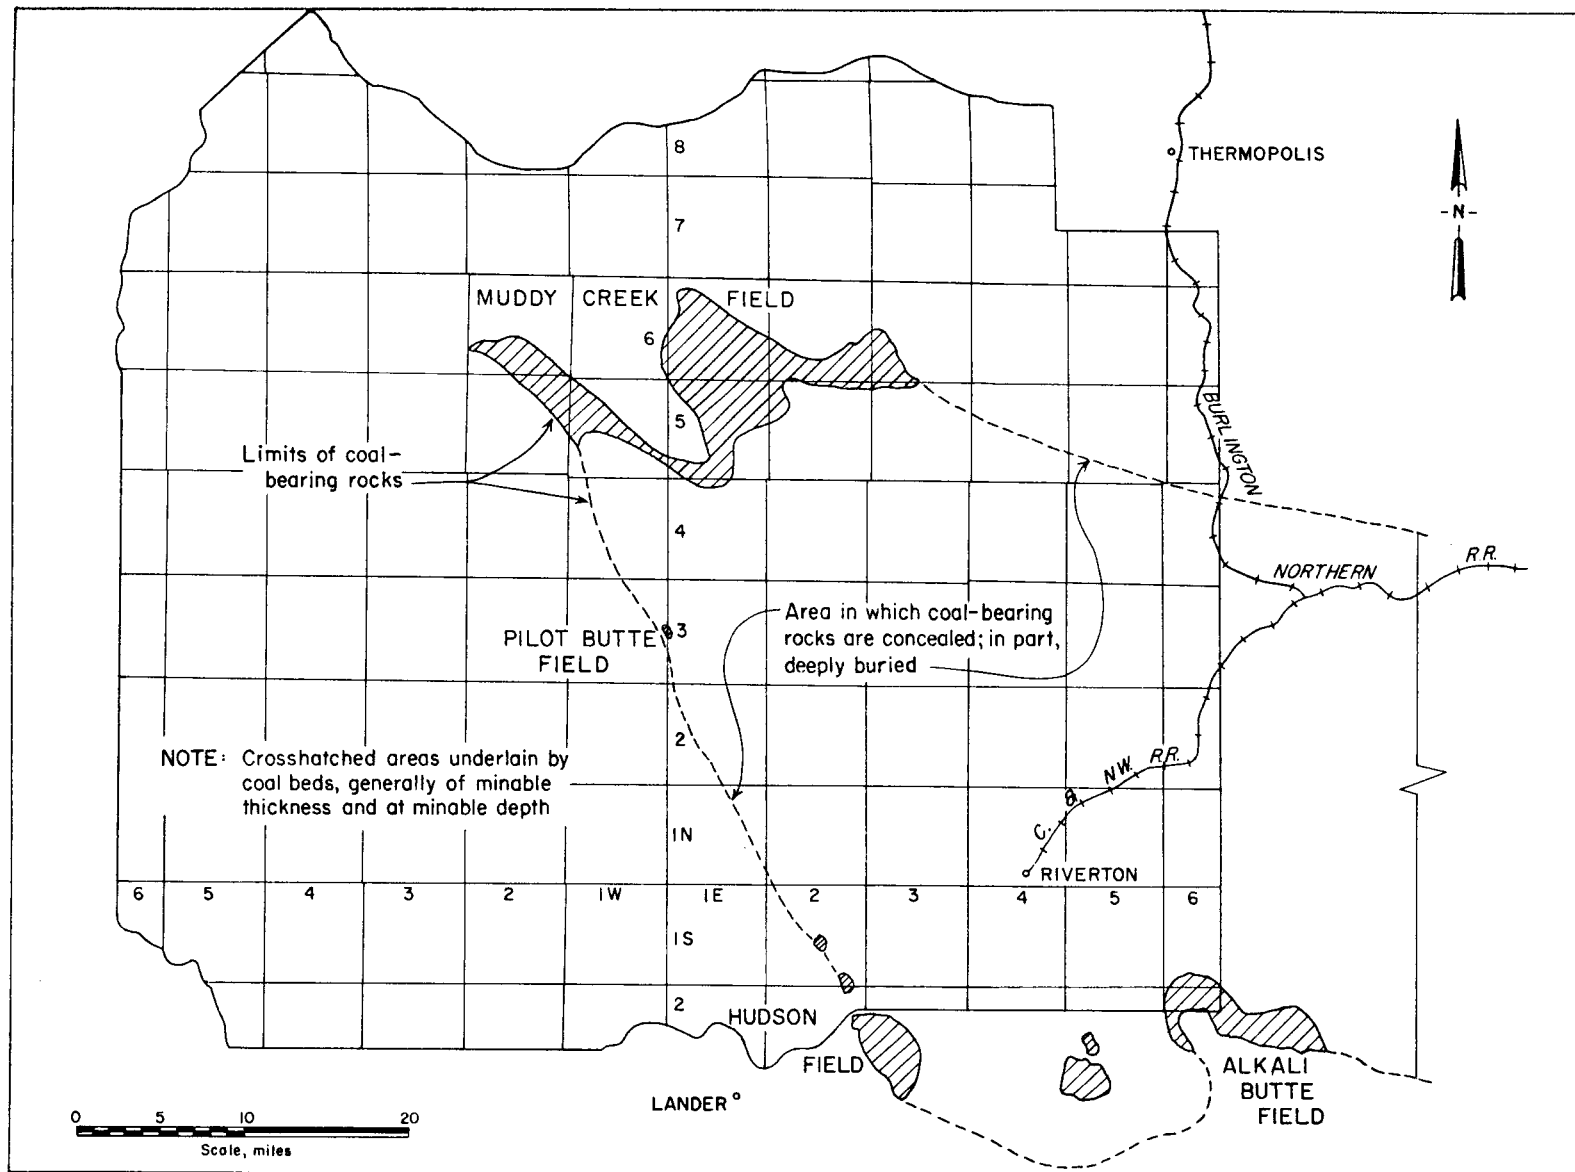 8
THERMOPOLIS
7
-N-
MUDDY CREEK FIELD
6
5
BURLINGTON
Limits of coal-
bearing rocks
4
NORTHERN R.R.
Area in which coal-bearing
rocks are concealed; in part,
deeply buried
3
PILOT BUTTE
FIELD
2
NOTE: Crosshatched areas underlain by
coal beds, generally of minable
thickness and at minable depth
C. & N.W. R.R.
1N
RIVERTON
6 5 4 3 2 1W 1E 2 3 4 5 6
1S
2
HUDSON
FIELD
ALKALI
BUTTE
FIELD
LANDER
0 5 10 20
Scale, miles